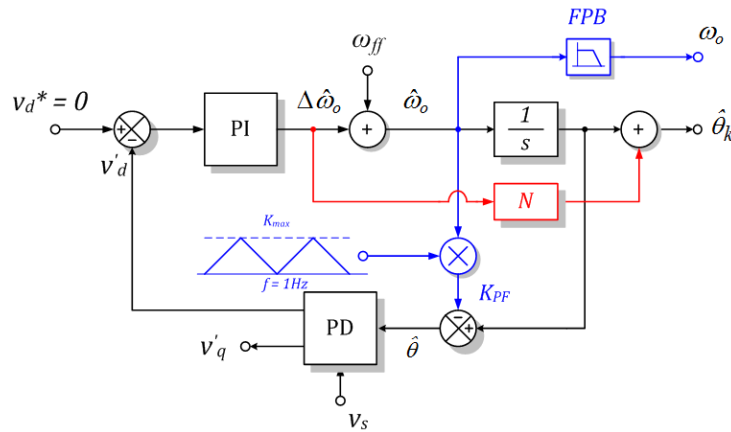 FPB
ω_ff
ω_o
v_d* = 0
Δω̂_o
ω̂_o
+
−
PI
+
1
s
+
θ̂_k
v'_d
N
K_max
×
f = 1Hz
K_PF
PD
−
+
v'_q
θ̂
v_s